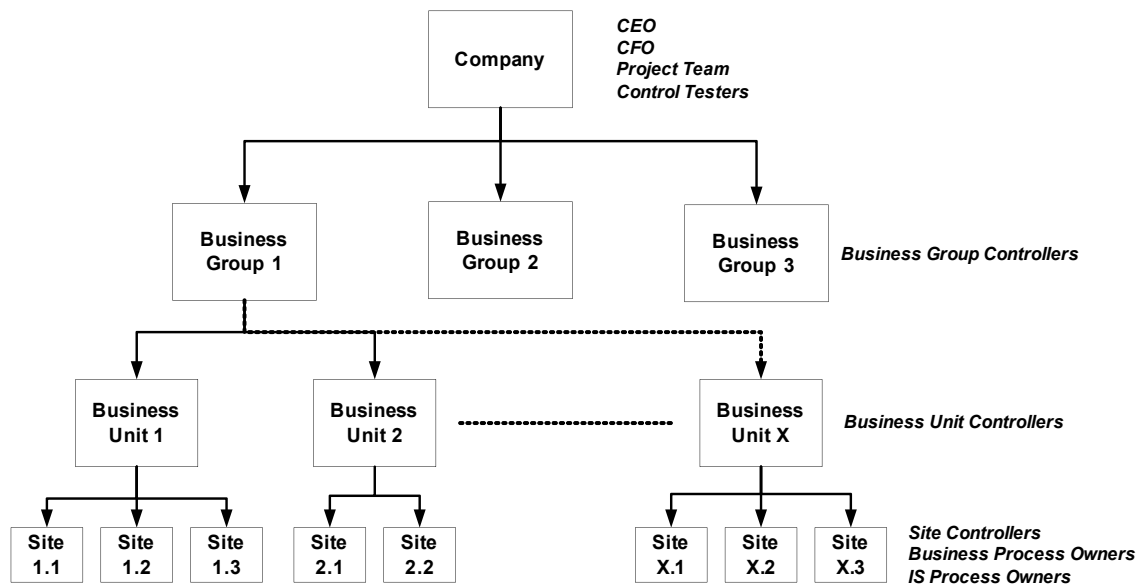 Company
CEO
CFO
Project Team
Control Testers
Business
Group 1
Business
Group 2
Business
Group 3
Business Group Controllers
Business
Unit 1
Business
Unit 2
Business
Unit X
Business Unit Controllers
Site
1.1
Site
1.2
Site
1.3
Site
2.1
Site
2.2
Site
X.1
Site
X.2
Site
X.3
Site Controllers
Business Process Owners
IS Process Owners